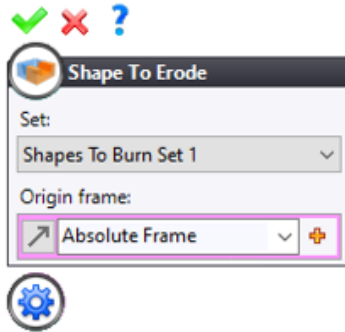 ?
Shape To Erode
Set:
Shapes To Burn Set 1
Origin frame:
Absolute Frame